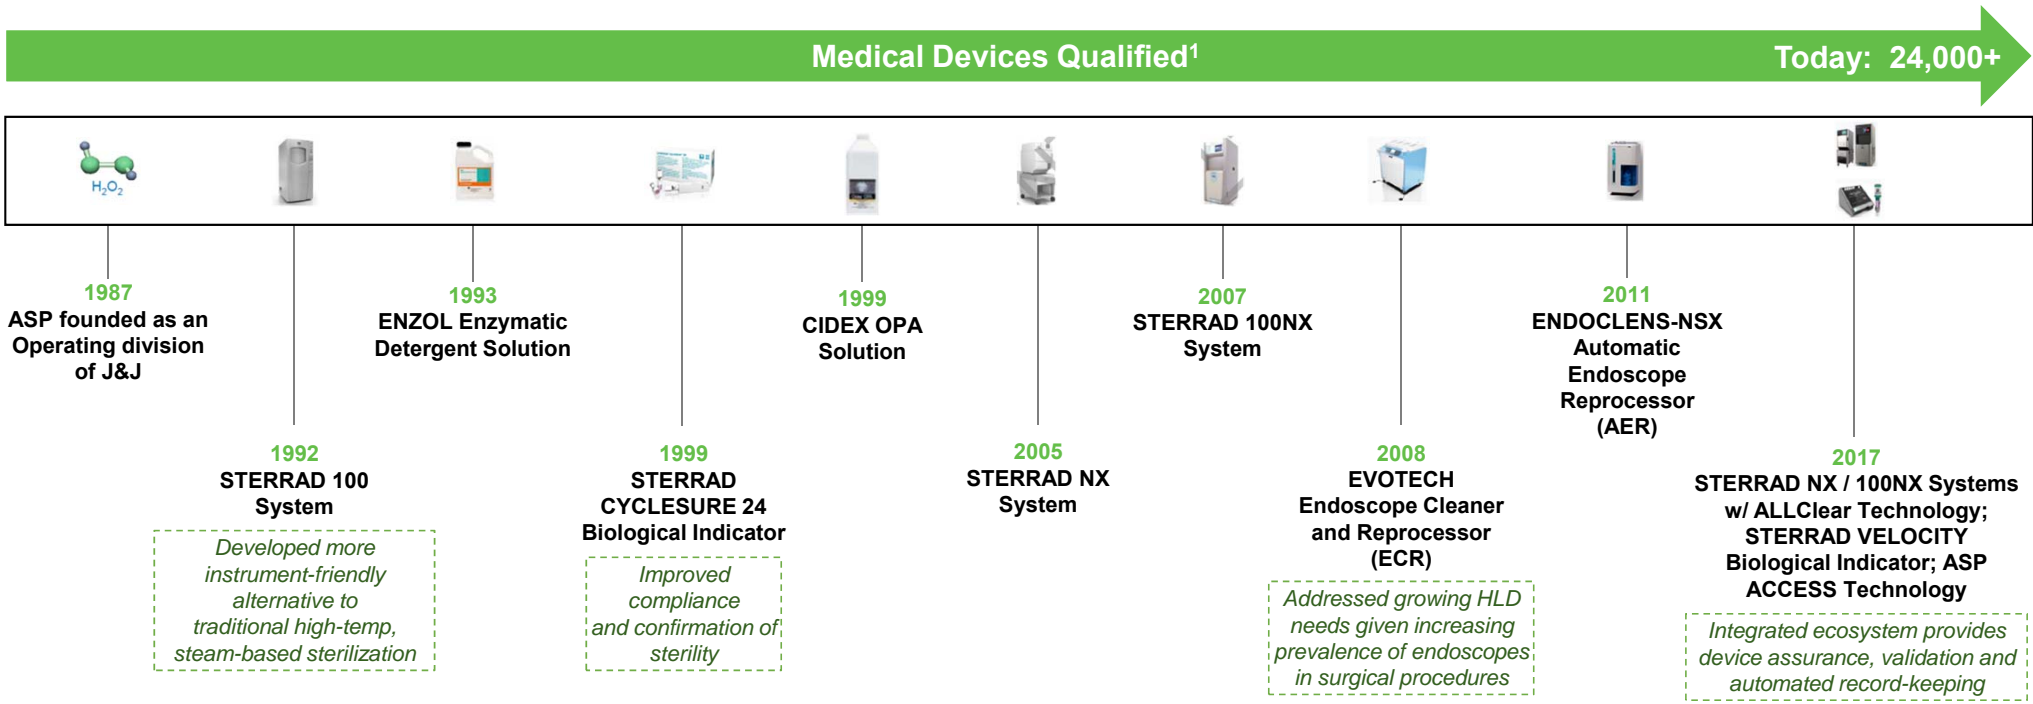 Medical Devices Qualified¹
Today: 24,000+
H₂O₂
1987
ASP founded as an
Operating division
of J&J
1992
STERRAD 100
System
Developed more
instrument-friendly
alternative to
traditional high-temp,
steam-based sterilization
1993
ENZOL Enzymatic
Detergent Solution
1999
STERRAD
CYCLESURE 24
Biological Indicator
Improved
compliance
and confirmation of
sterility
1999
CIDEX OPA
Solution
2005
STERRAD NX
System
2007
STERRAD 100NX
System
2008
EVOTECH
Endoscope Cleaner
and Reprocessor
(ECR)
Addressed growing HLD
needs given increasing
prevalence of endoscopes
in surgical procedures
2011
ENDOCLENS-NSX
Automatic
Endoscope
Reprocessor
(AER)
2017
STERRAD NX / 100NX Systems
w/ ALLClear Technology;
STERRAD VELOCITY
Biological Indicator; ASP
ACCESS Technology
Integrated ecosystem provides
device assurance, validation and
automated record-keeping